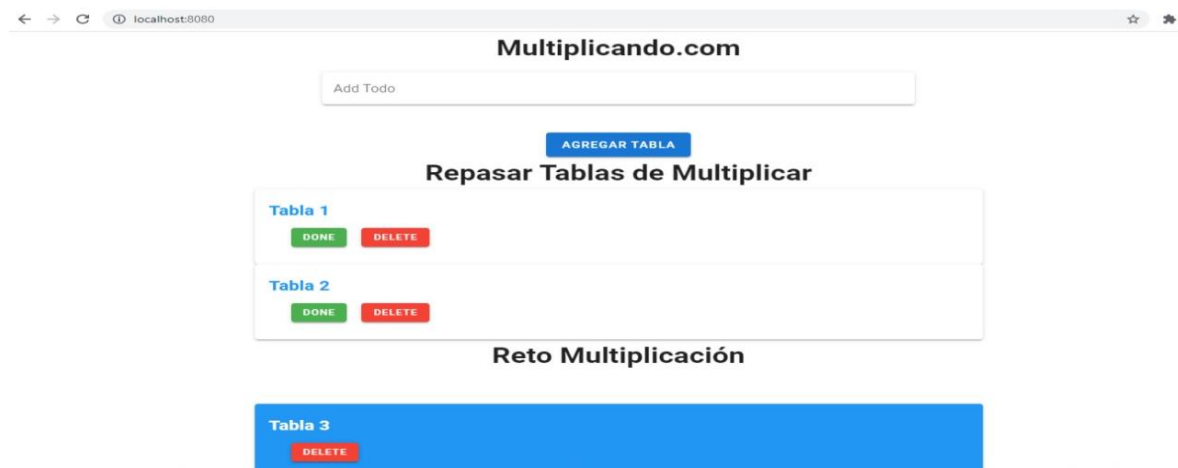 localhost:8080
Multiplicando.com
Add Todo
AGREGAR TABLA
Repasar Tablas de Multiplicar
Tabla 1
DONE DELETE
Tabla 2
DONE DELETE
Reto Multiplicación
Tabla 3
DELETE